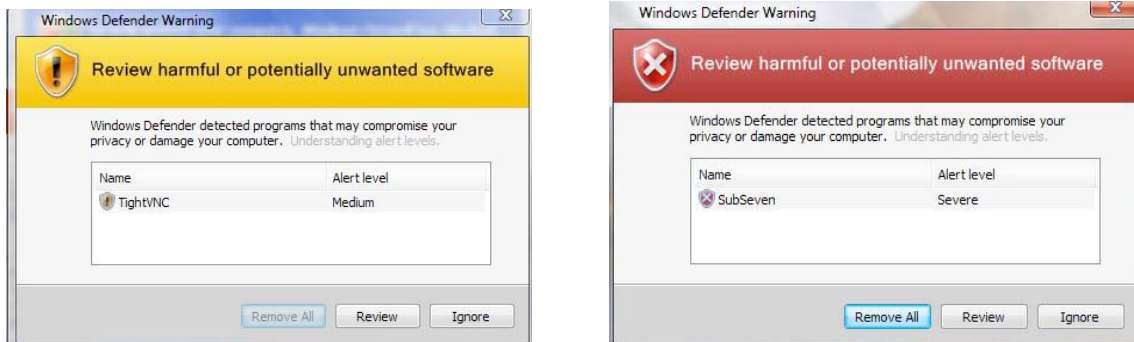 Windows Defender Warning
Review harmful or potentially unwanted software
Windows Defender detected programs that may compromise your
privacy or damage your computer. Understanding alert levels.
Name Alert level
TightVNC Medium
Remove All Review Ignore
Windows Defender Warning
Review harmful or potentially unwanted software
Windows Defender detected programs that may compromise your
privacy or damage your computer. Understanding alert levels.
Name Alert level
SubSeven Severe
Remove All Review Ignore